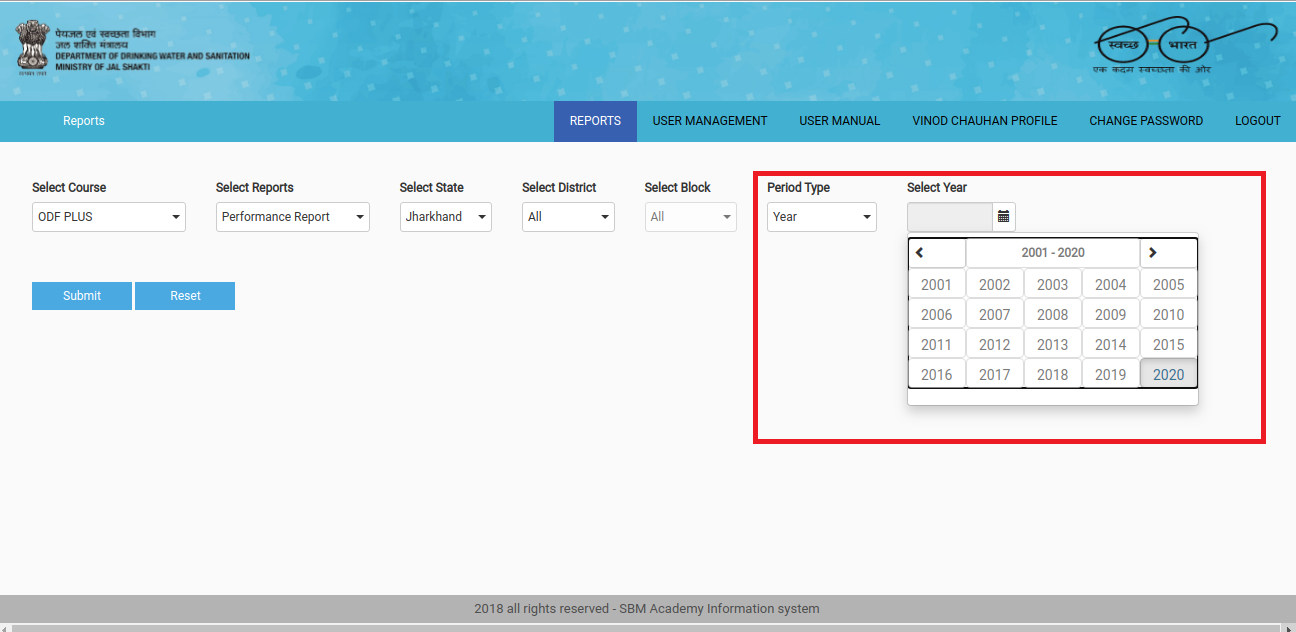 पेयजल एवं स्वच्छता विभाग
जल शक्ति मंत्रालय
DEPARTMENT OF DRINKING WATER AND SANITATION
MINISTRY OF JAL SHAKTI
सत्यमेव जयते
स्वच्छ भारत
एक कदम स्वच्छता की ओर
Reports REPORTS USER MANAGEMENT USER MANUAL VINOD CHAUHAN PROFILE CHANGE PASSWORD LOGOUT
Select Course Select Reports Select State Select District Select Block Period Type Select Year
ODF PLUS Performance Report Jharkhand All All Year
2001 - 2020
2001 2002 2003 2004 2005
Submit Reset 2006 2007 2008 2009 2010
2011 2012 2013 2014 2015
2016 2017 2018 2019 2020
2018 all rights reserved - SBM Academy Information system